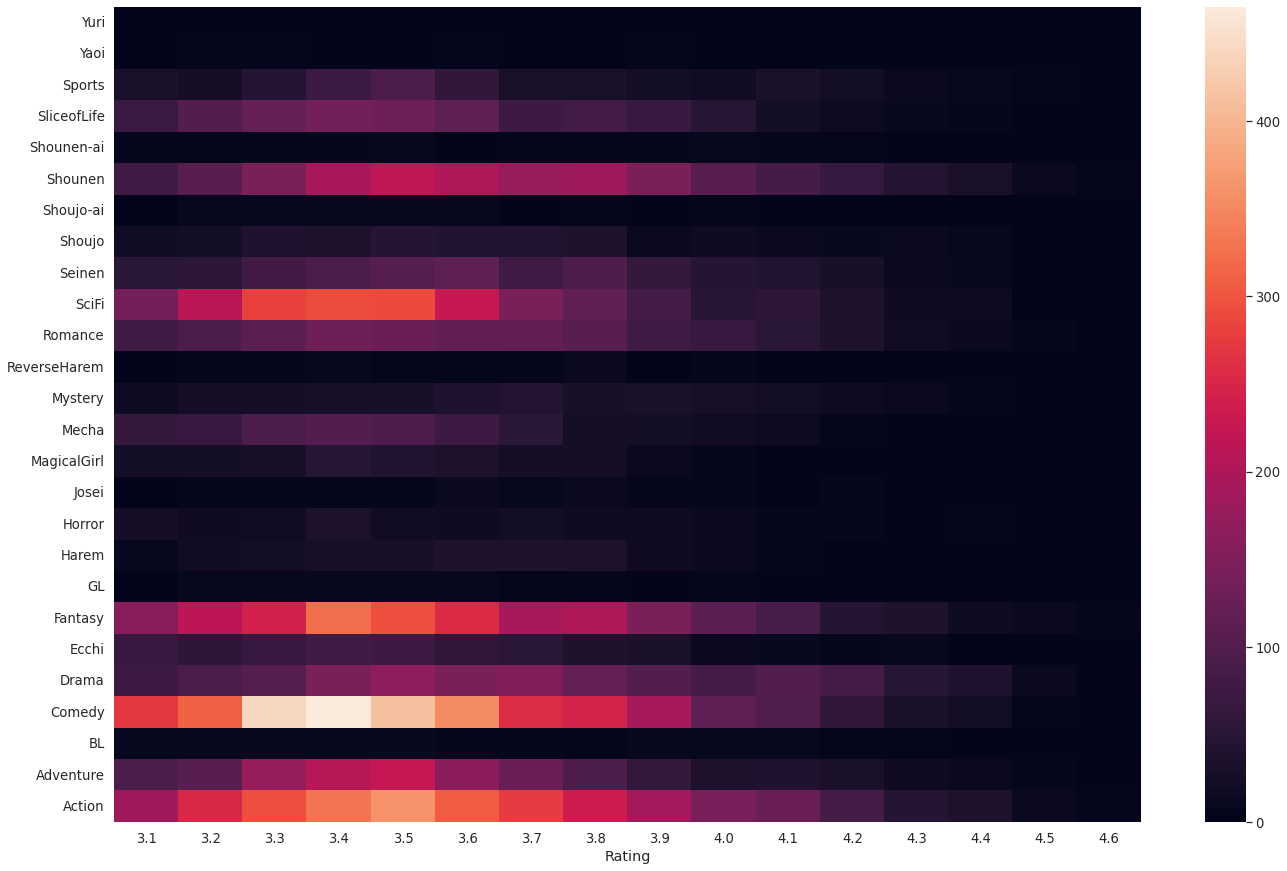 Yuri
Yaoi
Sports
SliceofLife
Shounen-ai
Shounen
Shoujo-ai
Shoujo
Seinen
SciFi
Romance
ReverseHarem
Mystery
Mecha
MagicalGirl
Josei
Horror
Harem
GL
Fantasy
Ecchi
Drama
Comedy
BL
Adventure
Action
3.1 3.2 3.3 3.4 3.5 3.6 3.7 3.8 3.9 4.0 4.1 4.2 4.3 4.4 4.5 4.6
Rating
400
300
200
100
0